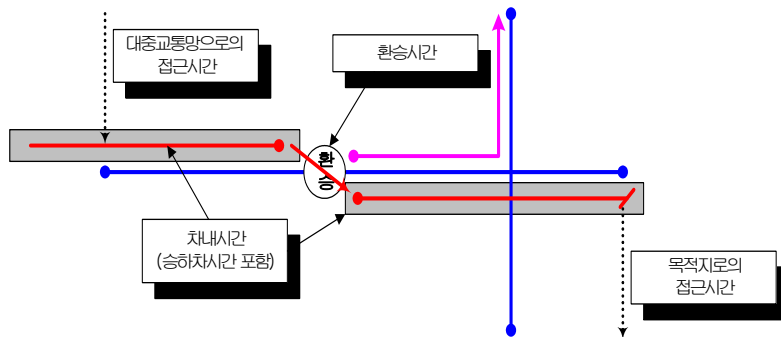 대중교통망으로의
접근시간
환승시간
환승
차내시간
(승하차시간 포함)
목적지로의
접근시간